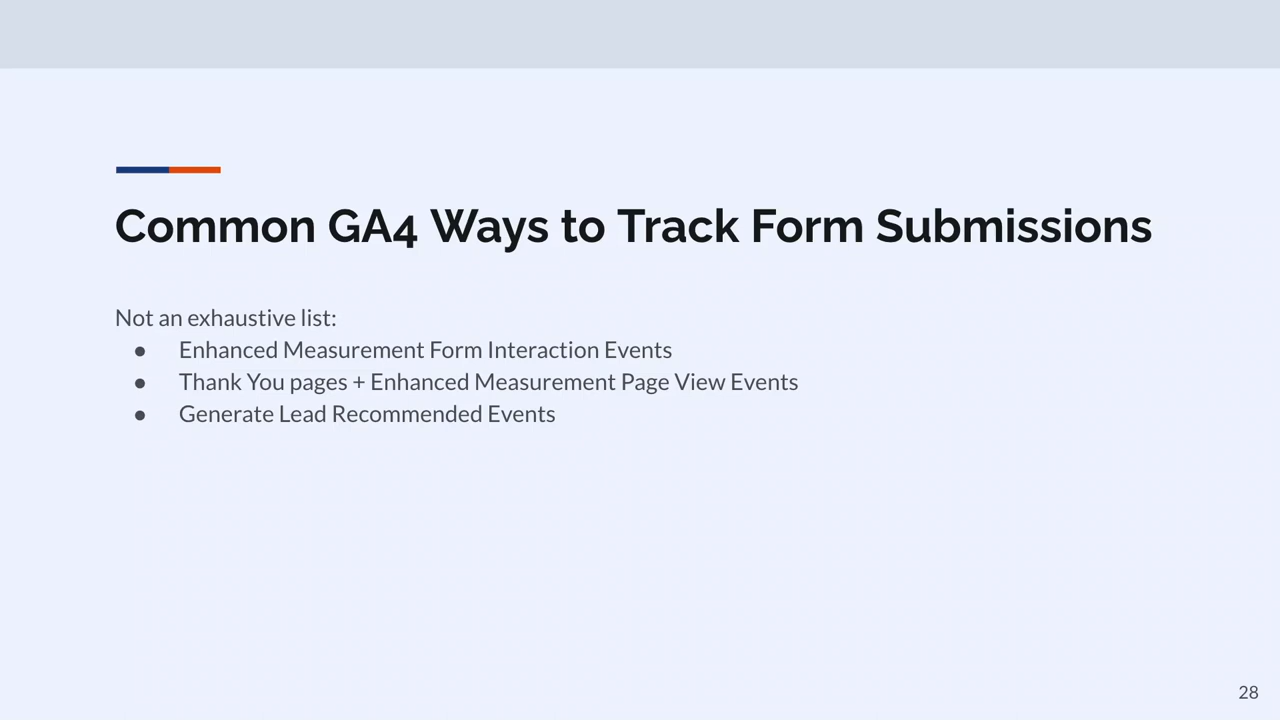 Common GA4 Ways to Track Form Submissions
Not an exhaustive list:
● Enhanced Measurement Form Interaction Events
● Thank You pages + Enhanced Measurement Page View Events
● Generate Lead Recommended Events
28